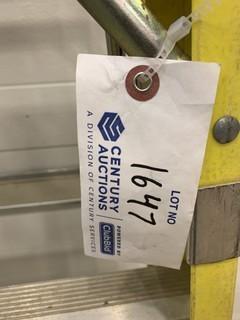 CENTURY
AUCTIONS
A DIVISION OF CENTURY SERVICES
POWERED BY
ClubBid
LOT NO
1647